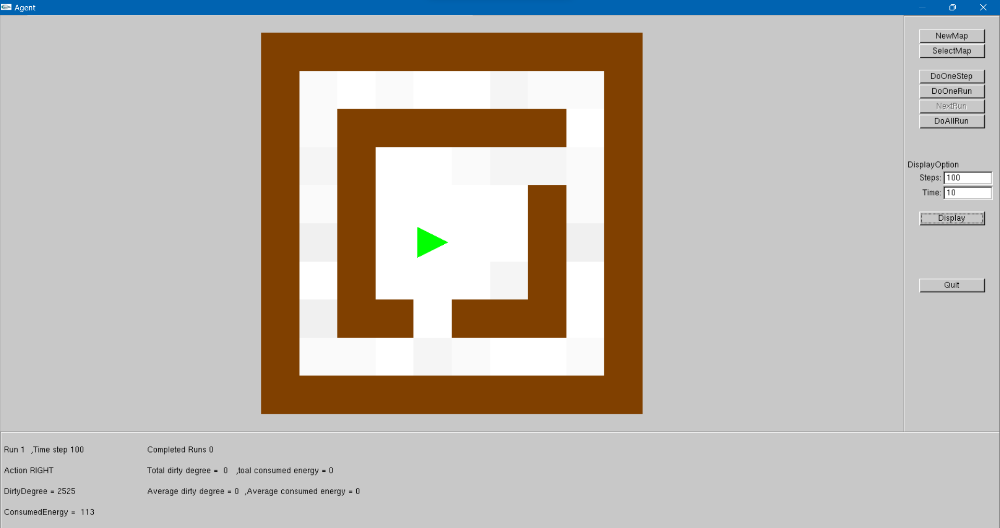 Agent
NewMap
SelectMap
DoOneStep
DoOneRun
NextRun
DoAllRun
DisplayOption
Steps: 100
Time: 10
Display
Quit
Run 1 ,Time step 100
Completed Runs 0
Action RIGHT
Total dirty degree = 0 ,toal consumed energy = 0
DirtyDegree = 2525
Average dirty degree = 0 ,Average consumed energy = 0
ConsumedEnergy = 113